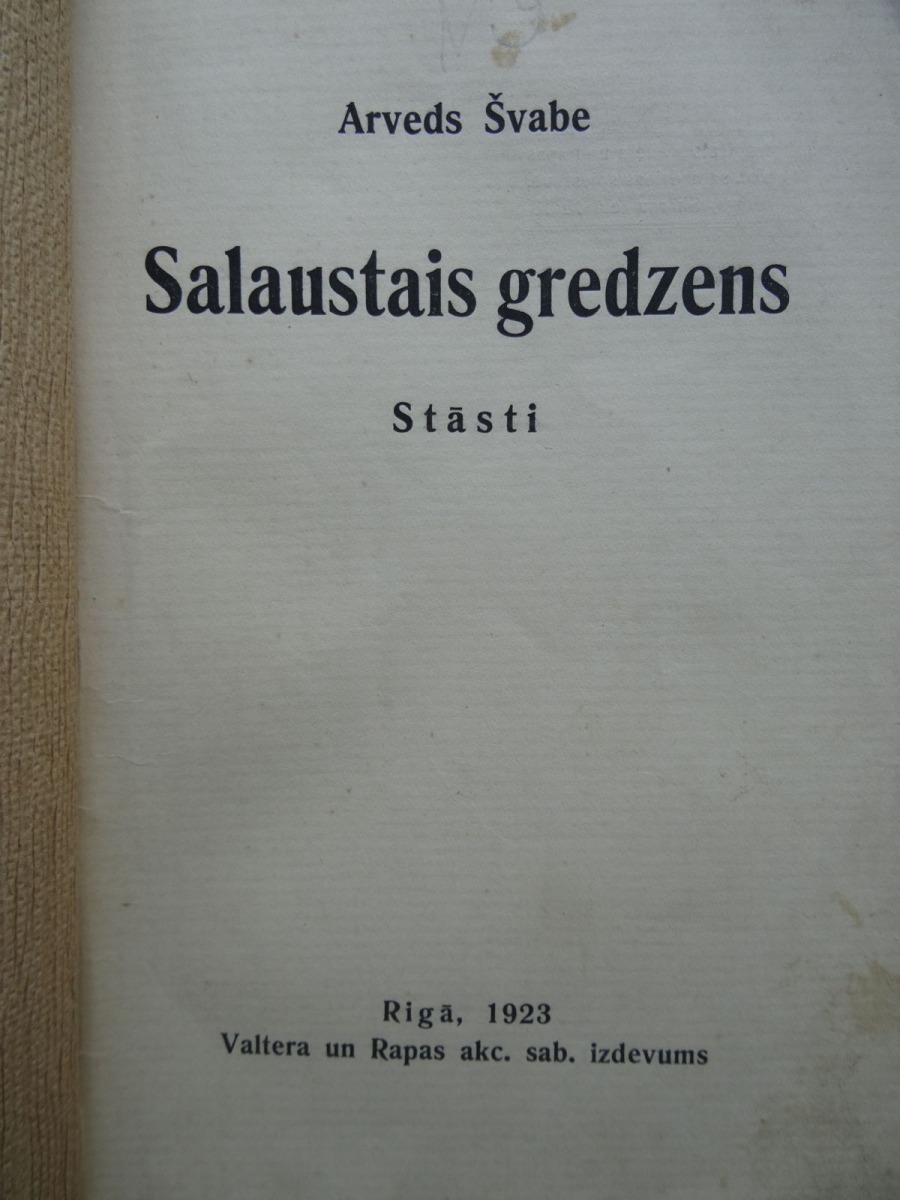 Arveds Švabe
Salaustais gredzens
Stāsti
Rigā, 1923
Valtera un Rapas akc. sab. izdevums